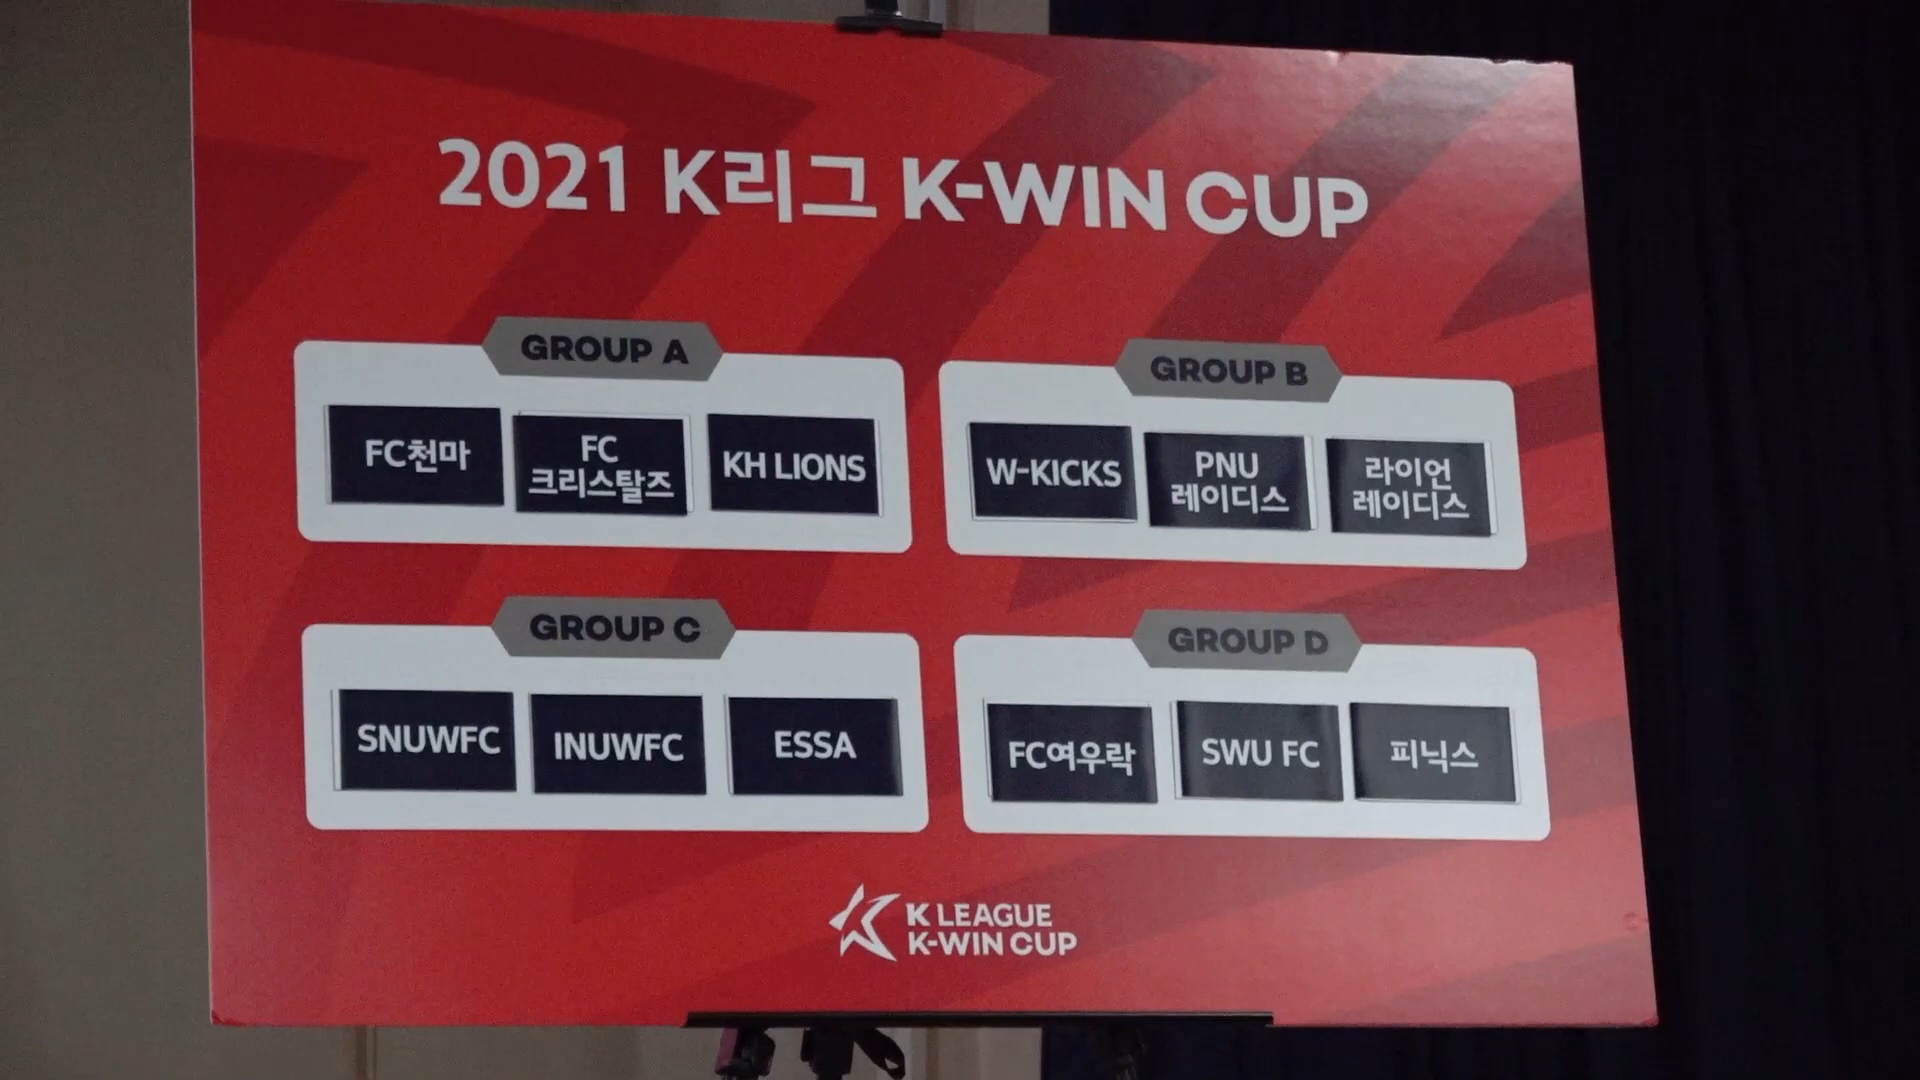 2021 K리그 K-WIN CUP
GROUP A
FC천마
FC
크리스탈즈
KH LIONS
GROUP B
W-KICKS
PNU
레이디스
라이언
레이디스
GROUP C
SNUWFC
INUWFC
ESSA
GROUP D
FC여우락
SWU FC
피닉스
K LEAGUE
K-WIN CUP